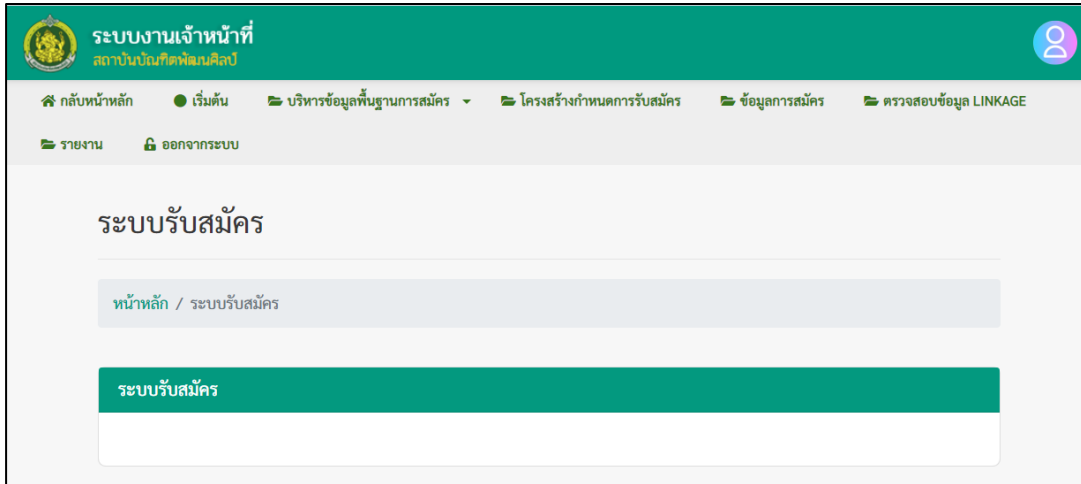 ระบบงานเจ้าหน้าที่
สถาบันบัณฑิตพัฒนศิลป์
กลับหน้าหลัก เริ่มต้น บริหารข้อมูลพื้นฐานการสมัคร โครงสร้างกำหนดการรับสมัคร ข้อมูลการสมัคร ตรวจสอบข้อมูล LINKAGE
รายงาน ออกจากระบบ
ระบบรับสมัคร
หน้าหลัก / ระบบรับสมัคร
ระบบรับสมัคร